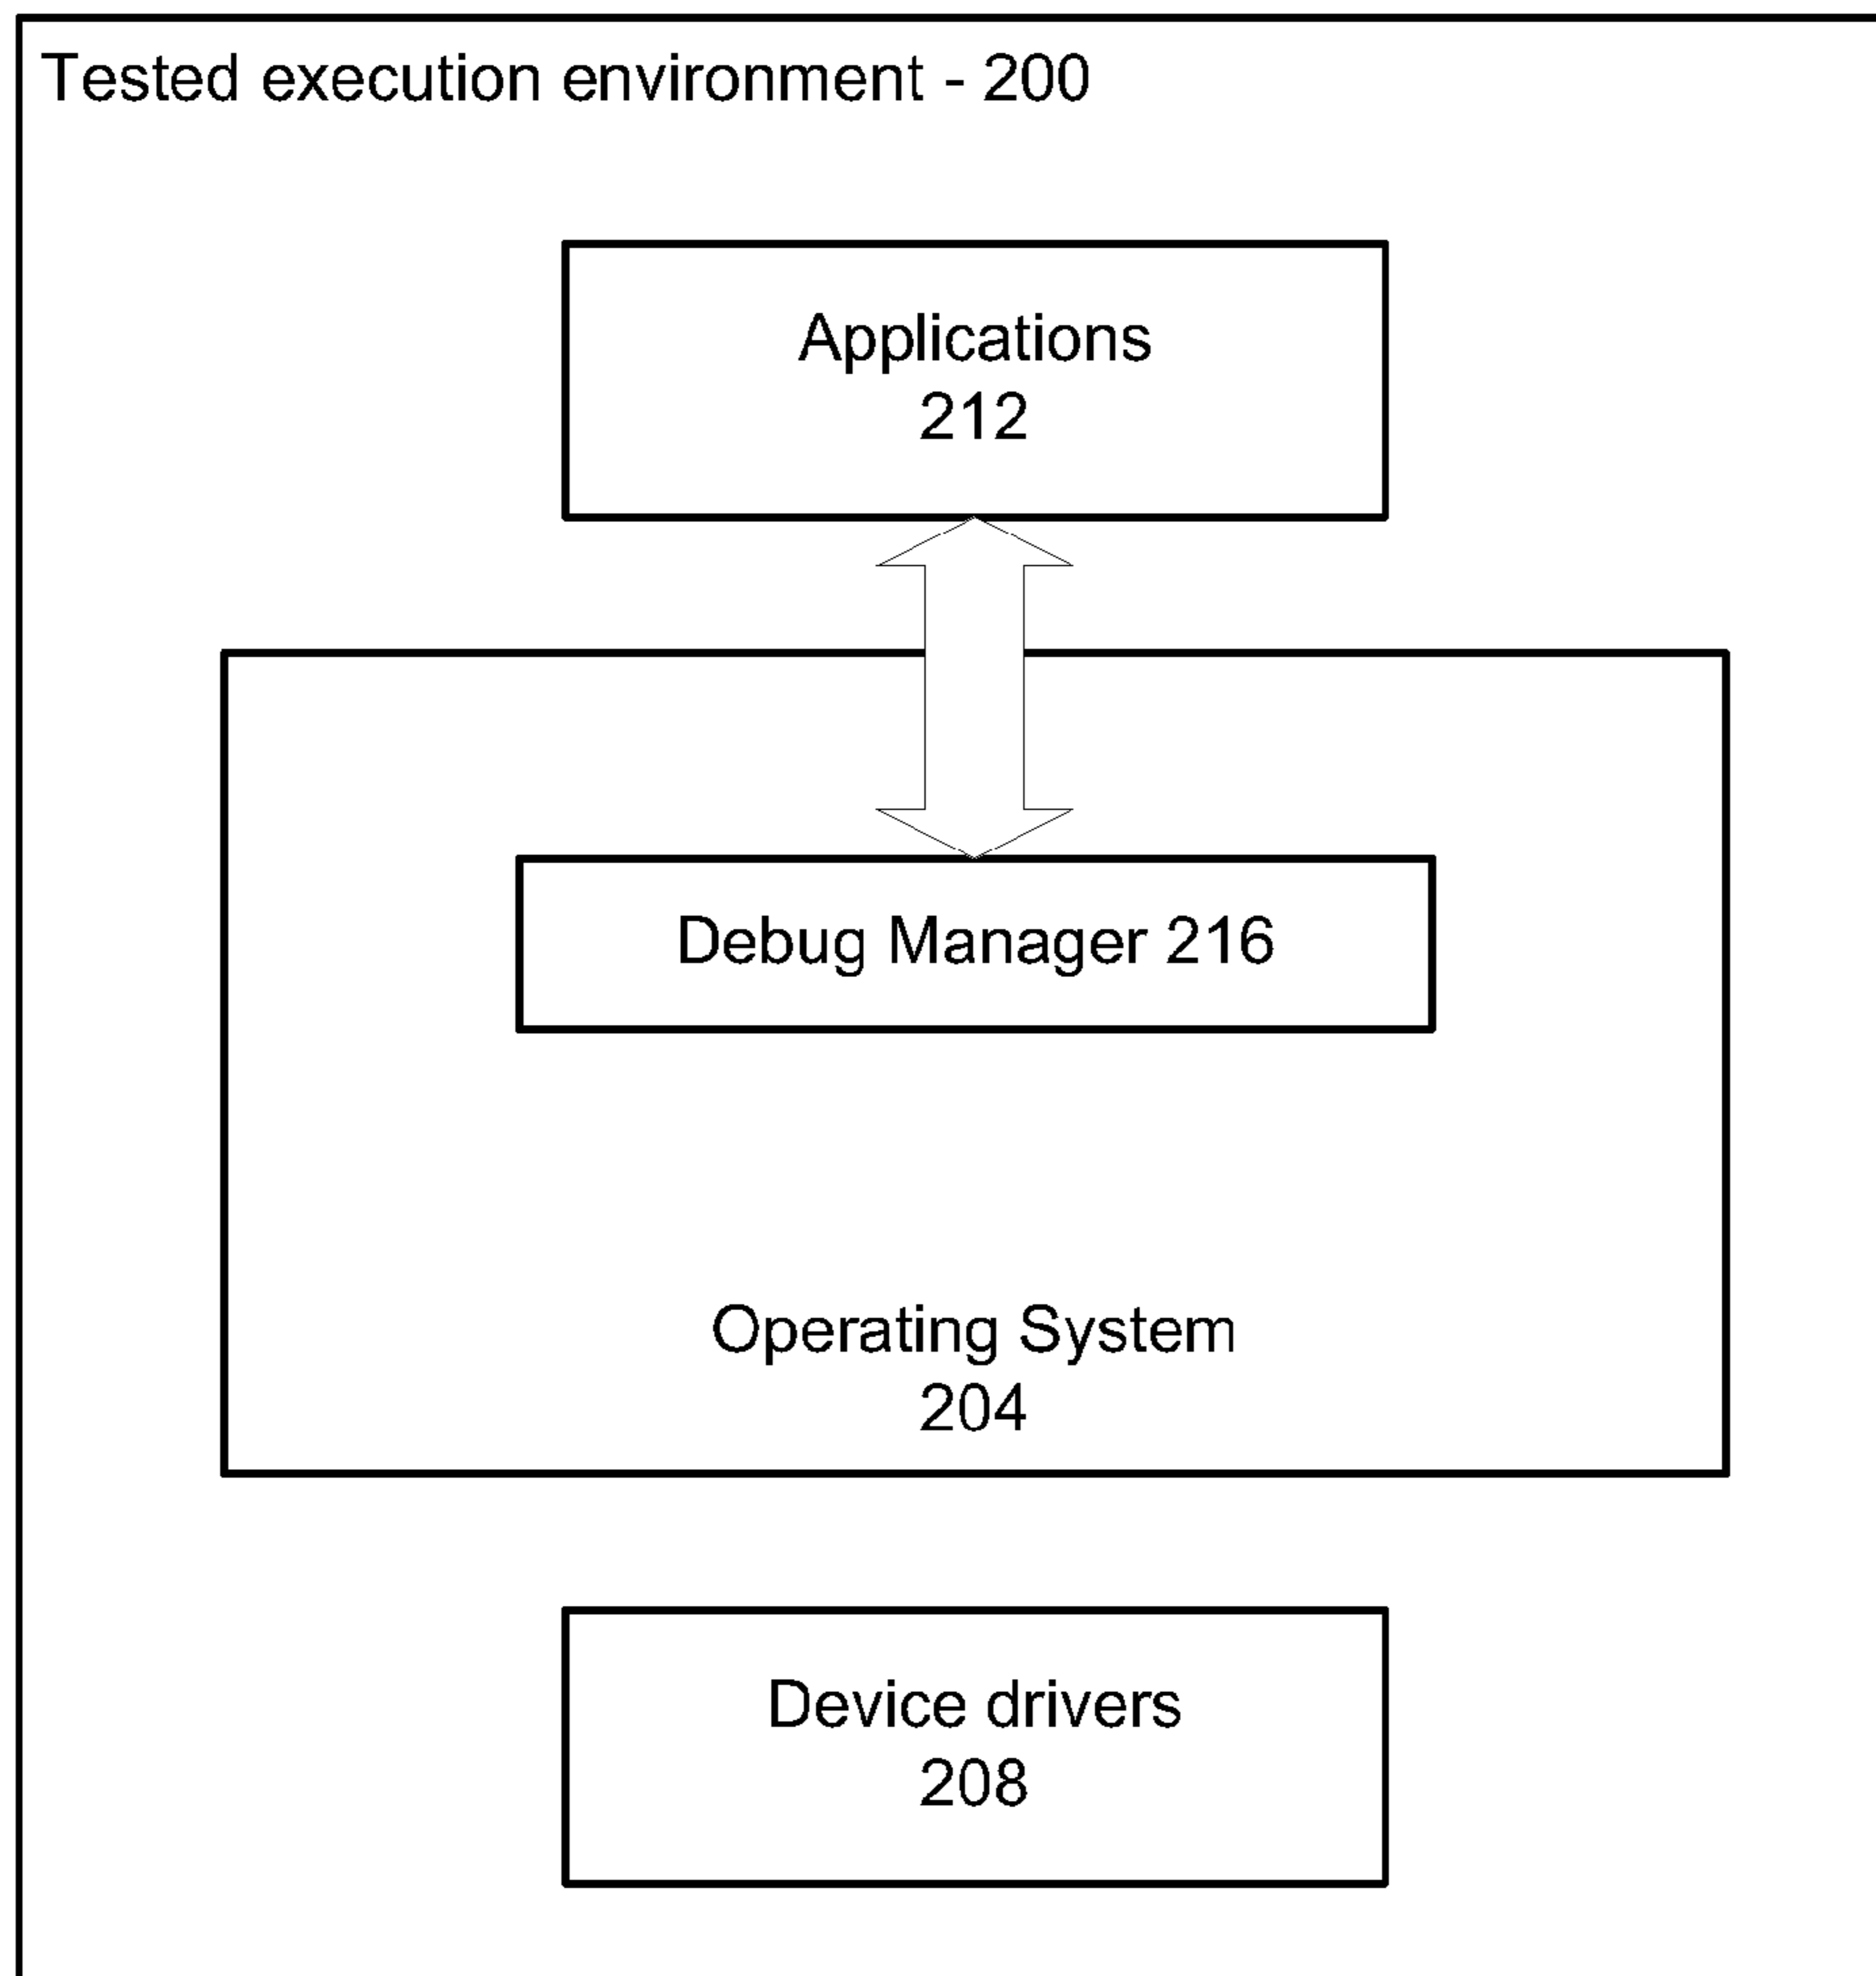 Tested execution environment - 200
Applications
212
Debug Manager 216
Operating System
204
Device drivers
208